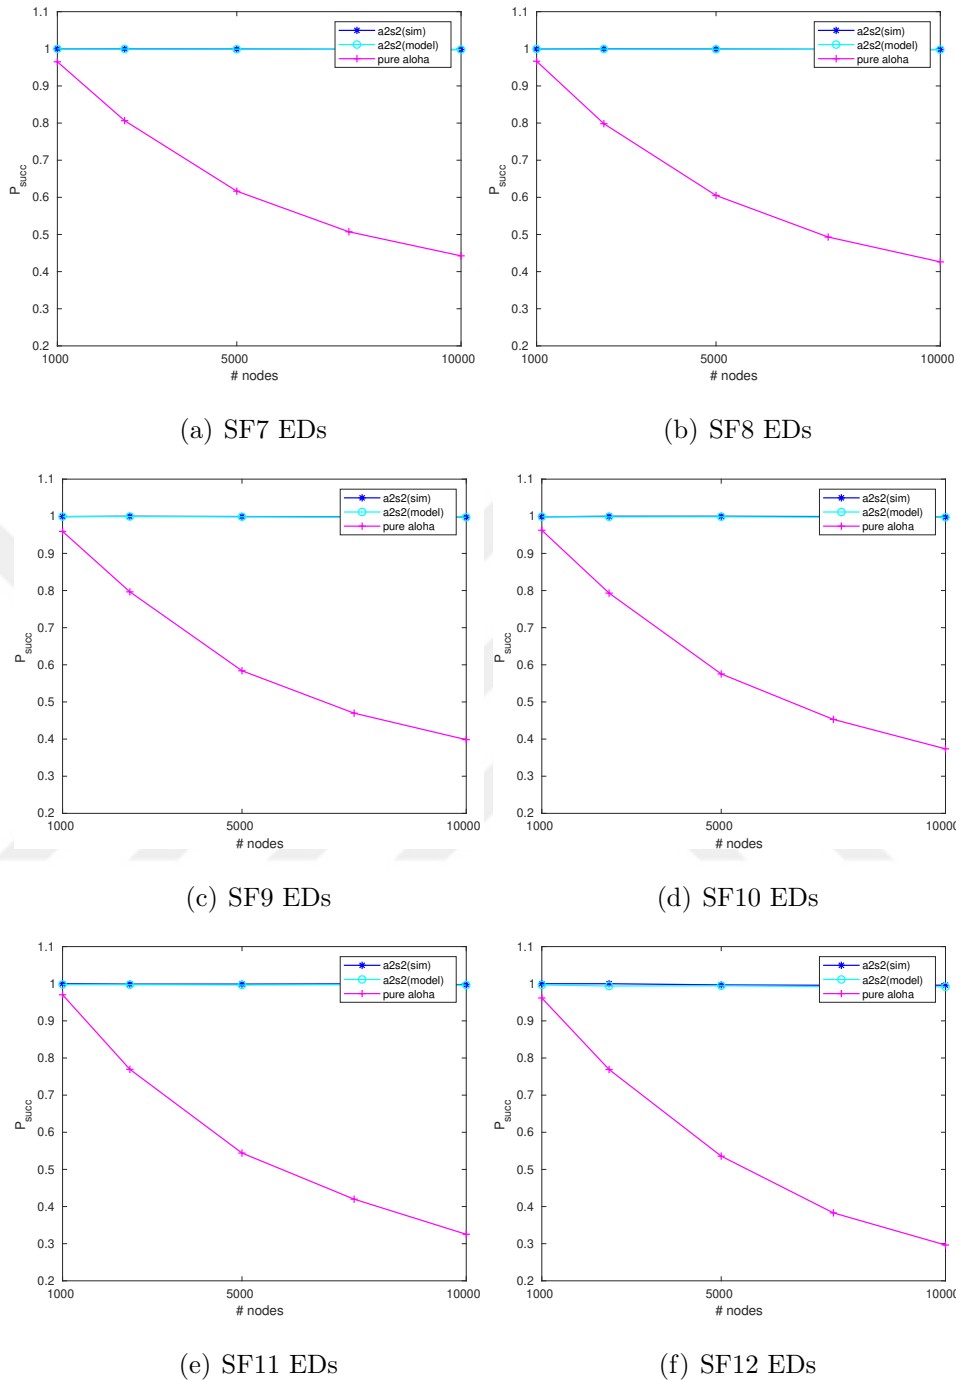 1.1
1
0.9
0.8
0.7
0.6
0.5
0.4
0.3
0.2
P_succ
1000 5000 10000
# nodes
a2s2(sim)
a2s2(model)
pure aloha
(a) SF7 EDs
1.1
1
0.9
0.8
0.7
0.6
0.5
0.4
0.3
0.2
P_succ
1000 5000 10000
# nodes
a2s2(sim)
a2s2(model)
pure aloha
(b) SF8 EDs
1.1
1
0.9
0.8
0.7
0.6
0.5
0.4
0.3
0.2
P_succ
1000 5000 10000
# nodes
a2s2(sim)
a2s2(model)
pure aloha
(c) SF9 EDs
1.1
1
0.9
0.8
0.7
0.6
0.5
0.4
0.3
0.2
P_succ
1000 5000 10000
# nodes
a2s2(sim)
a2s2(model)
pure aloha
(d) SF10 EDs
1.1
1
0.9
0.8
0.7
0.6
0.5
0.4
0.3
0.2
P_succ
1000 5000 10000
# nodes
a2s2(sim)
a2s2(model)
pure aloha
(e) SF11 EDs
1.1
1
0.9
0.8
0.7
0.6
0.5
0.4
0.3
0.2
P_succ
1000 5000 10000
# nodes
a2s2(sim)
a2s2(model)
pure aloha
(f) SF12 EDs